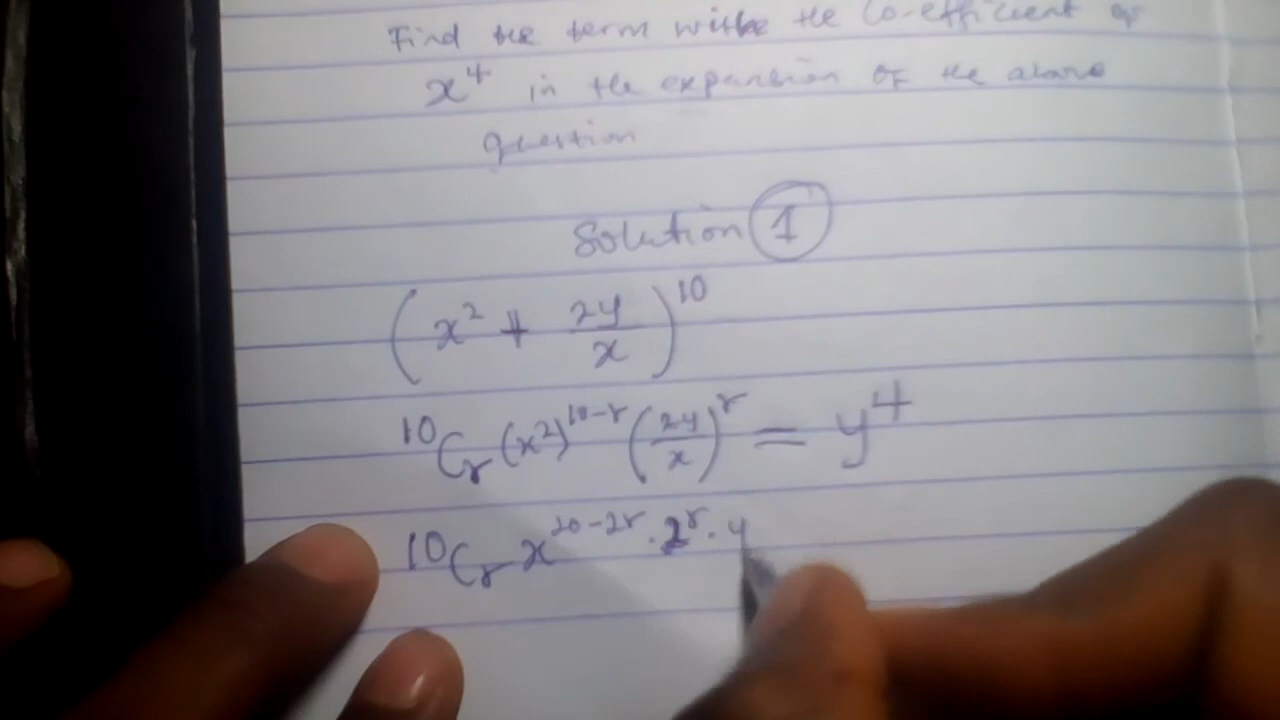 Find the term with the Co-efficient of
x⁴ in the expansion of the above
question
Solution 1
(x² + 2y/x)¹⁰
¹⁰Cᵣ (x²)¹⁰⁻ʳ (2y/x)ʳ = y⁴
¹⁰Cᵣ x²⁰⁻²ʳ · 2ʳ · y